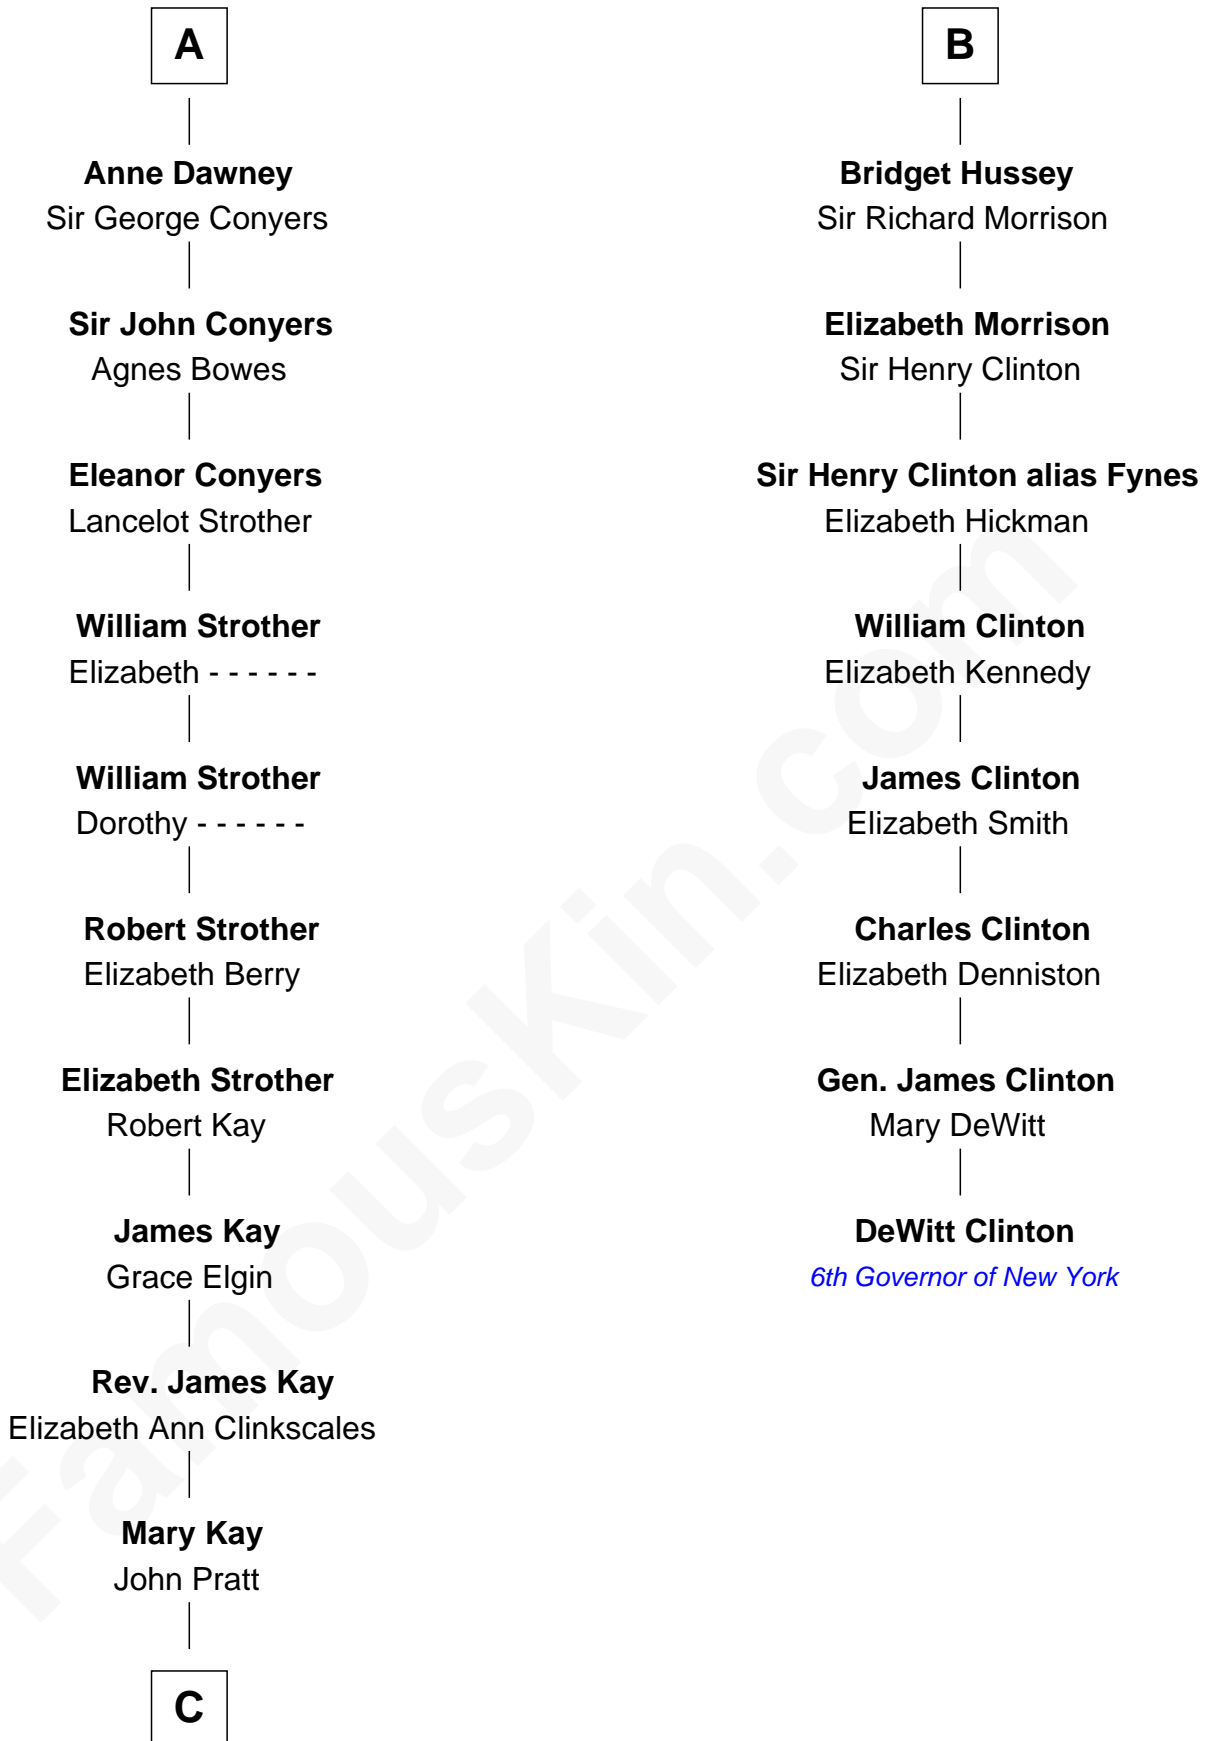 A
Anne Dawney
Sir George Conyers
Sir John Conyers
Agnes Bowes
Eleanor Conyers
Lancelot Strother
William Strother
Elizabeth - - - - - -
William Strother
Dorothy - - - - - -
Robert Strother
Elizabeth Berry
Elizabeth Strother
Robert Kay
James Kay
Grace Elgin
Rev. James Kay
Elizabeth Ann Clinkscales
Mary Kay
John Pratt
C
B
Bridget Hussey
Sir Richard Morrison
Elizabeth Morrison
Sir Henry Clinton
Sir Henry Clinton alias Fynes
Elizabeth Hickman
William Clinton
Elizabeth Kennedy
James Clinton
Elizabeth Smith
Charles Clinton
Elizabeth Denniston
Gen. James Clinton
Mary DeWitt
DeWitt Clinton
6th Governor of New York
FamousKin.com